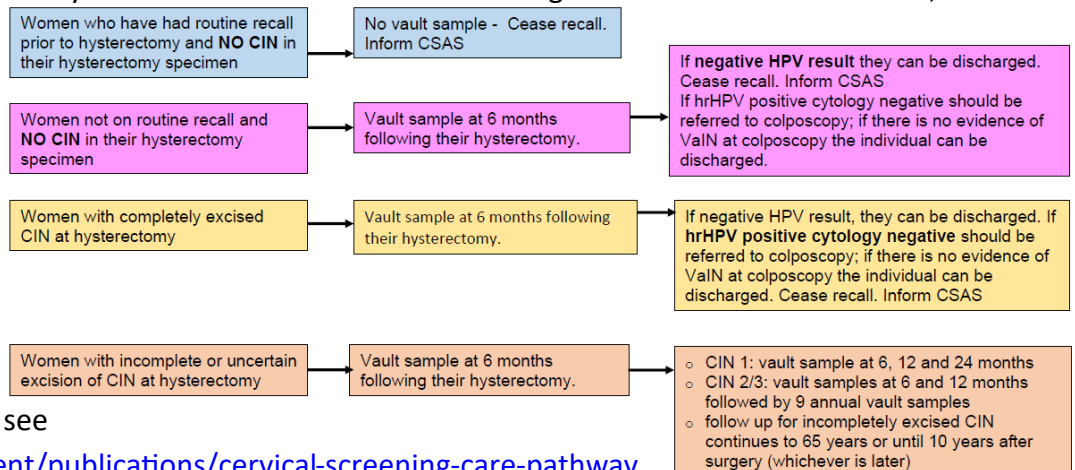 Women who have had routine recall
prior to hysterectomy and NO CIN in
their hysterectomy specimen
No vault sample - Cease recall.
Inform CSAS
Women not on routine recall and
NO CIN in their hysterectomy
specimen
Vault sample at 6 months
following their hysterectomy.
If negative HPV result they can be discharged.
Cease recall. Inform CSAS
If hrHPV positive cytology negative should be
referred to colposcopy; if there is no evidence of
VaIN at colposcopy the individual can be
discharged.
Women with completely excised
CIN at hysterectomy
Vault sample at 6 months following
their hysterectomy.
If negative HPV result, they can be discharged. If
hrHPV positive cytology negative should be
referred to colposcopy; if there is no evidence of
VaIN at colposcopy the individual can be
discharged. Cease recall. Inform CSAS
Women with incomplete or uncertain
excision of CIN at hysterectomy
Vault sample at 6 months
following their hysterectomy.
o CIN 1: vault sample at 6, 12 and 24 months
o CIN 2/3: vault samples at 6 and 12 months
followed by 9 annual vault samples
o follow up for incompletely excised CIN
continues to 65 years or until 10 years after
surgery (whichever is later)
see
ent/publications/cervical-screening-care-pathway